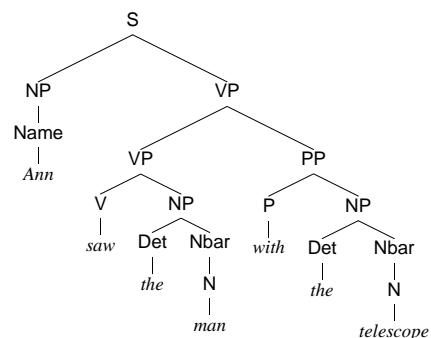 S
NP VP
Name VP PP
Ann V NP P NP
saw Det Nbar with Det Nbar
the N the N
man telescope